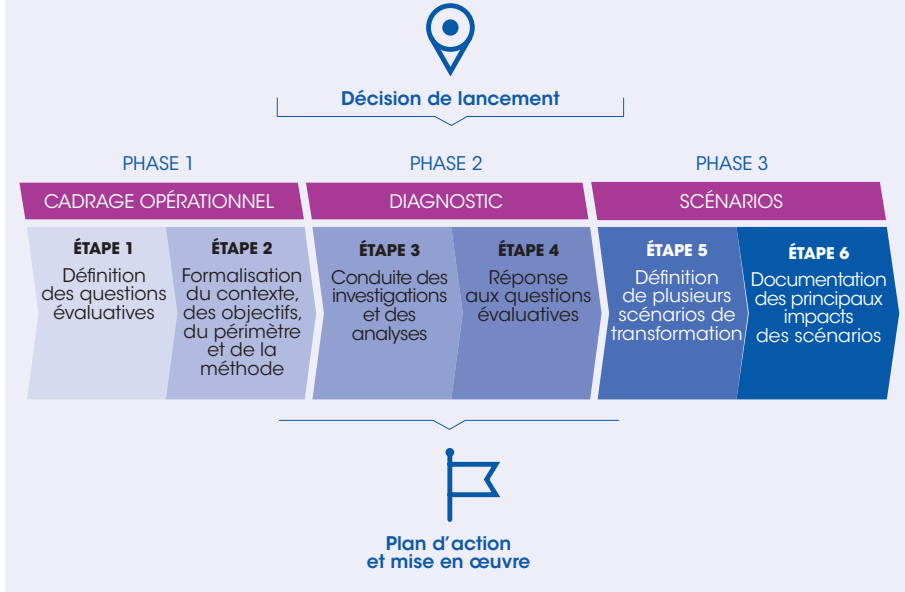 Décision de lancement
PHASE 1
CADRAGE OPÉRATIONNEL
ÉTAPE 1
Définition
des questions
évaluatives
ÉTAPE 2
Formalisation
du contexte,
des objectifs,
du périmètre
et de la
méthode
PHASE 2
DIAGNOSTIC
ÉTAPE 3
Conduite des
investigations
et des
analyses
ÉTAPE 4
Réponse
aux questions
évaluatives
PHASE 3
SCÉNARIOS
ÉTAPE 5
Définition
de plusieurs
scénarios de
transformation
ÉTAPE 6
Documentation
des principaux
impacts
des scénarios
Plan d’action
et mise en œuvre